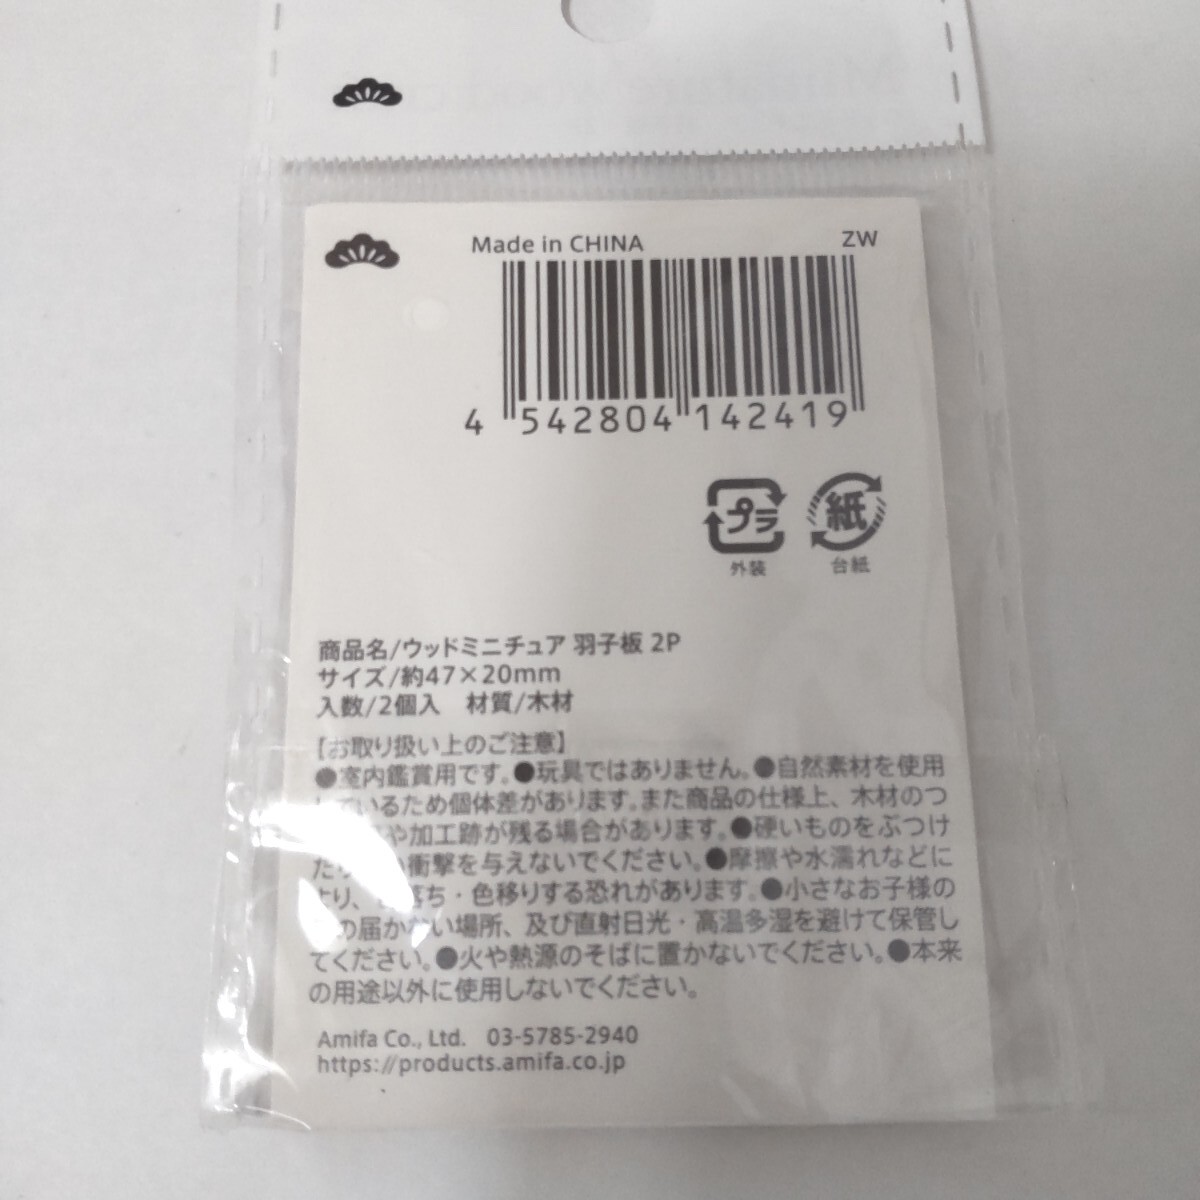 Made in CHINA ZW
4 542804 142419
プラ 紙
外装 台紙
商品名/ウッドミニチュア 羽子板 2P
サイズ/約47×20mm
入数/2個入 材質/木材
【お取り扱い上のご注意】
●室内鑑賞用です。●玩具ではありません。●自然素材を使用
しているため個体差があります。また商品の仕様上、木材のつ
や加工跡が残る場合があります。●硬いものをぶつけ
たり 衝撃を与えないでください。●摩擦や水濡れなどに
より、 落ち・色移りする恐れがあります。●小さなお子様の
の届かない場所、及び直射日光・高温多湿を避けて保管し
てください。●火や熱源のそばに置かないでください。●本来
の用途以外に使用しないでください。
Amifa Co., Ltd. 03-5785-2940
https://products.amifa.co.jp